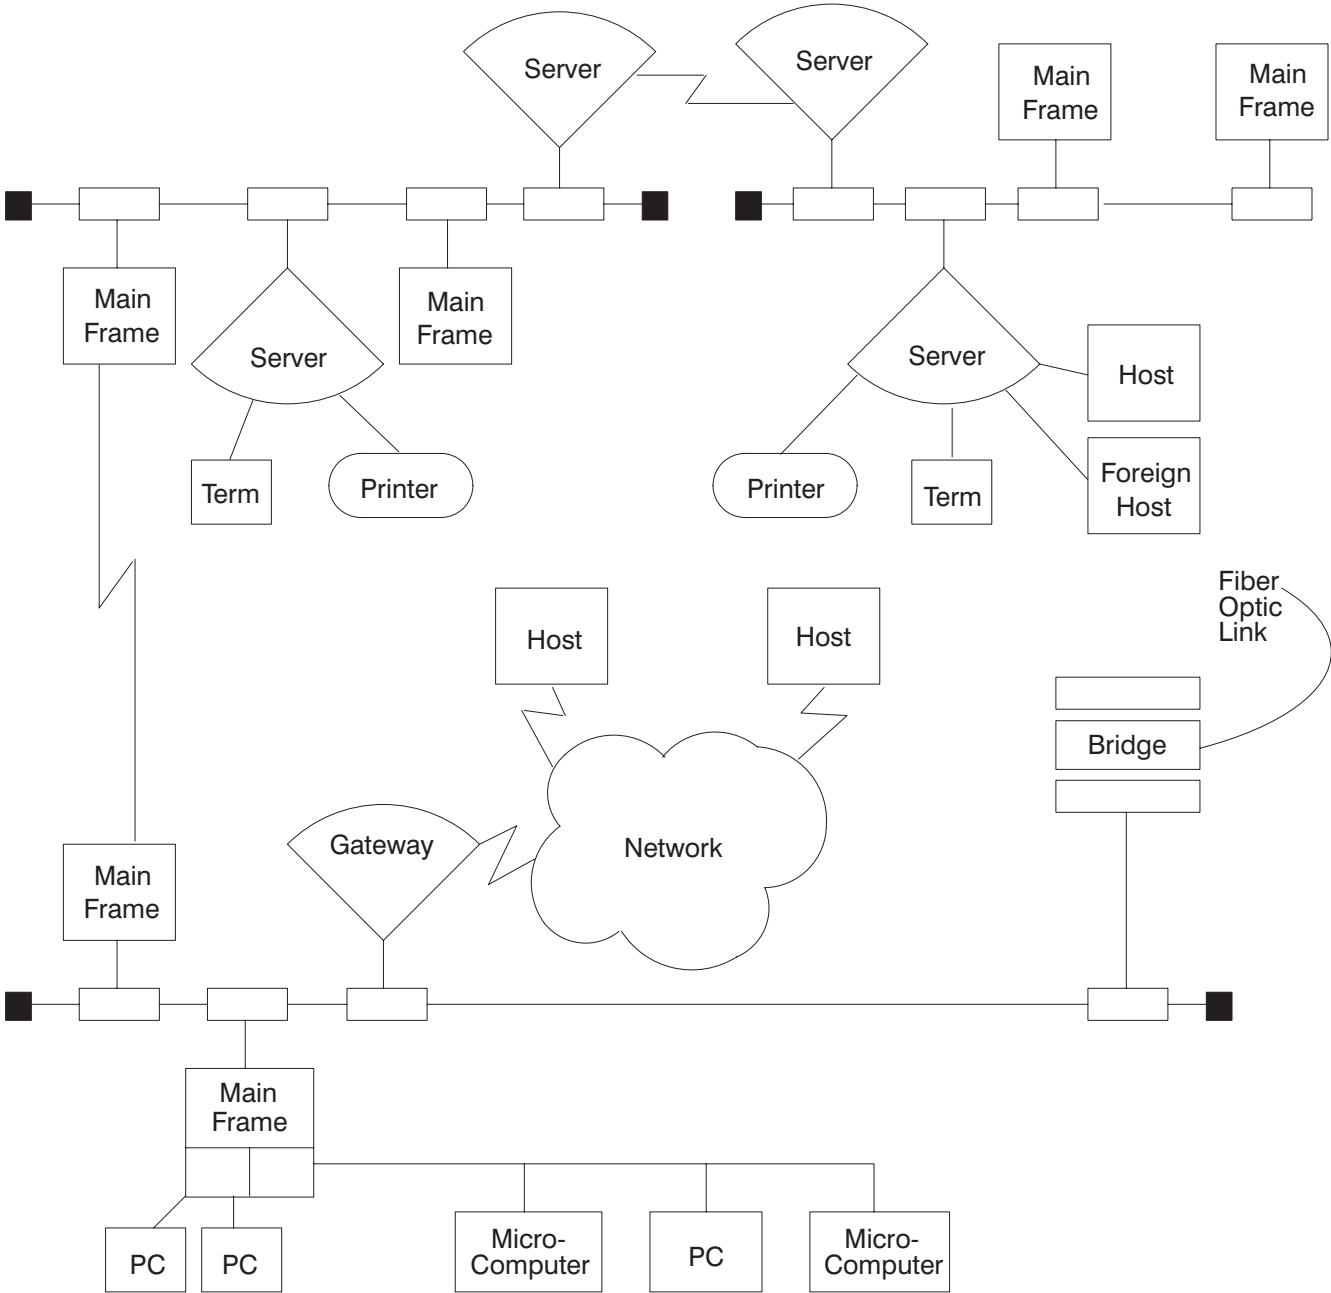 Server
Server
Main
Frame
Main
Frame
Main
Frame
Server
Main
Frame
Server
Host
Term
Printer
Printer
Term
Foreign
Host
Host
Host
Fiber
Optic
Link
Bridge
Gateway
Network
Main
Frame
Main
Frame
PC
PC
Micro-
Computer
PC
Micro-
Computer